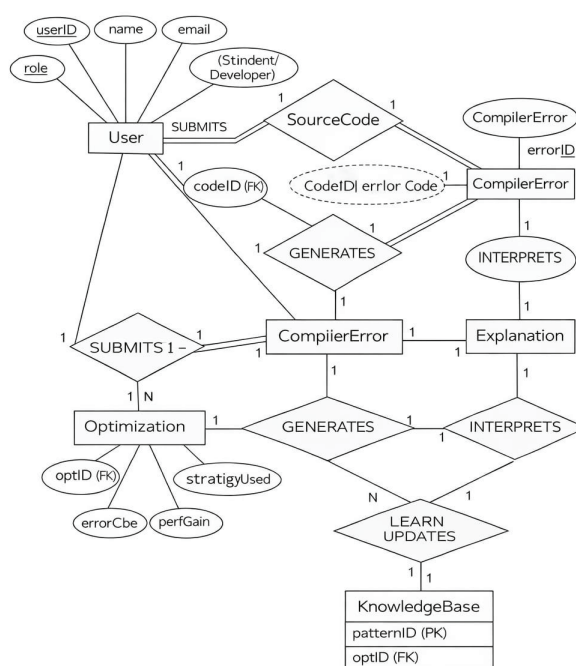 userID
name
email
role
(Stindent/
Developer)
User
SUBMITS
1
1
SourceCode
1
CompilerError
errorID
1
codeID (FK)
CodeID| errlor Code
1
CompilerError
1
1
GENERATES
1
1
INTERPRETS
1
1
1
SUBMITS 1 –
1
1
CompiierError
1
1
Explanation
1
1
1 N
Optimization
1
GENERATES
1
1
INTERPRETS
optID (FK)
stratigyUsed
errorCbe
perfGain
N
1
LEARN
UPDATES
1 1
KnowledgeBase
patternID (PK)
optID (FK)